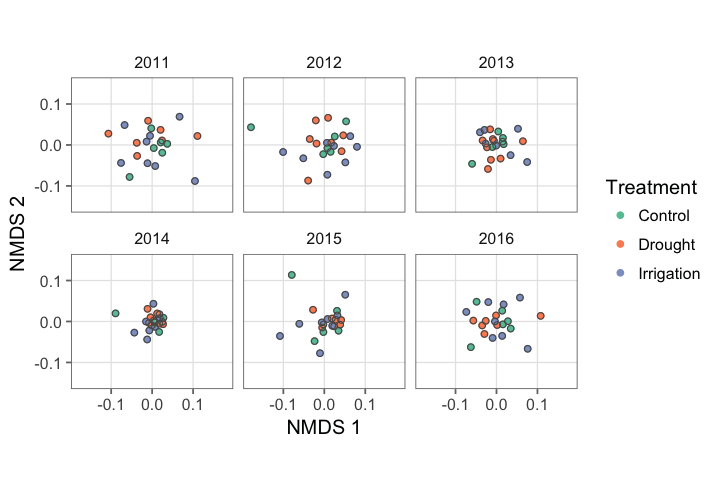 2011
2012
2013
0.1
0.0
-0.1
2014
2015
2016
0.1
0.0
-0.1
-0.1 0.0 0.1
-0.1 0.0 0.1
-0.1 0.0 0.1
NMDS 1
NMDS 2
Treatment
Control
Drought
Irrigation